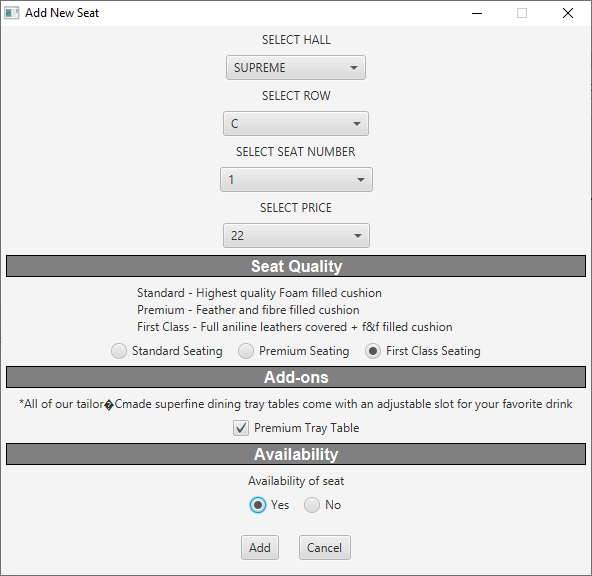 Add New Seat
SELECT HALL
SUPREME
SELECT ROW
C
SELECT SEAT NUMBER
1
SELECT PRICE
22
Seat Quality
Standard - Highest quality Foam filled cushion
Premium - Feather and fibre filled cushion
First Class - Full aniline leathers covered + f&f filled cushion
Standard Seating Premium Seating First Class Seating
Add-ons
*All of our tailor�Cmade superfine dining tray tables come with an adjustable slot for your favorite drink
Premium Tray Table
Availability
Availability of seat
Yes No
Add Cancel